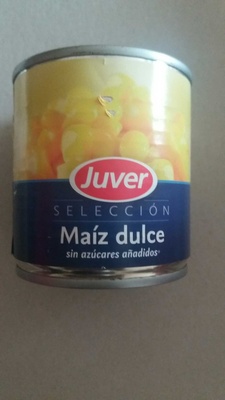 Juver
SELECCIÓN
Maíz dulce
sin azúcares añadidos*